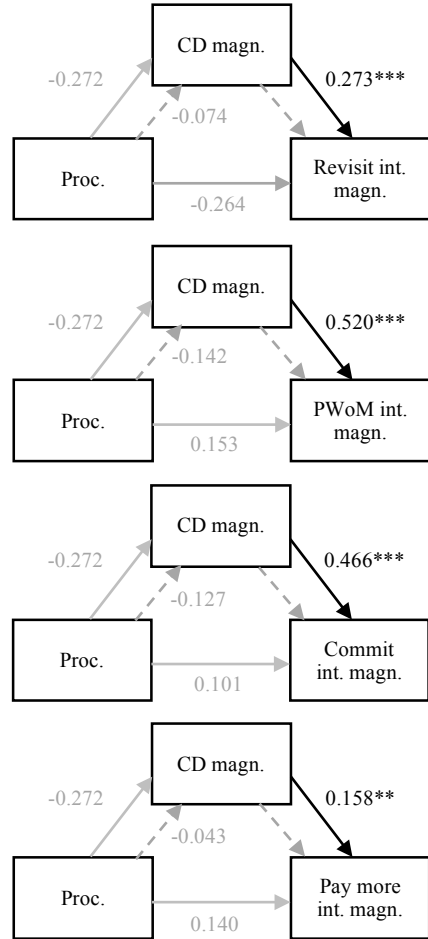 CD magn.
-0.272
0.273***
-0.074
Proc.
Revisit int.
magn.
-0.264
CD magn.
-0.272
0.520***
-0.142
Proc.
PWoM int.
magn.
0.153
CD magn.
-0.272
0.466***
-0.127
Proc.
Commit
int. magn.
0.101
CD magn.
-0.272
0.158**
-0.043
Proc.
Pay more
int. magn.
0.140